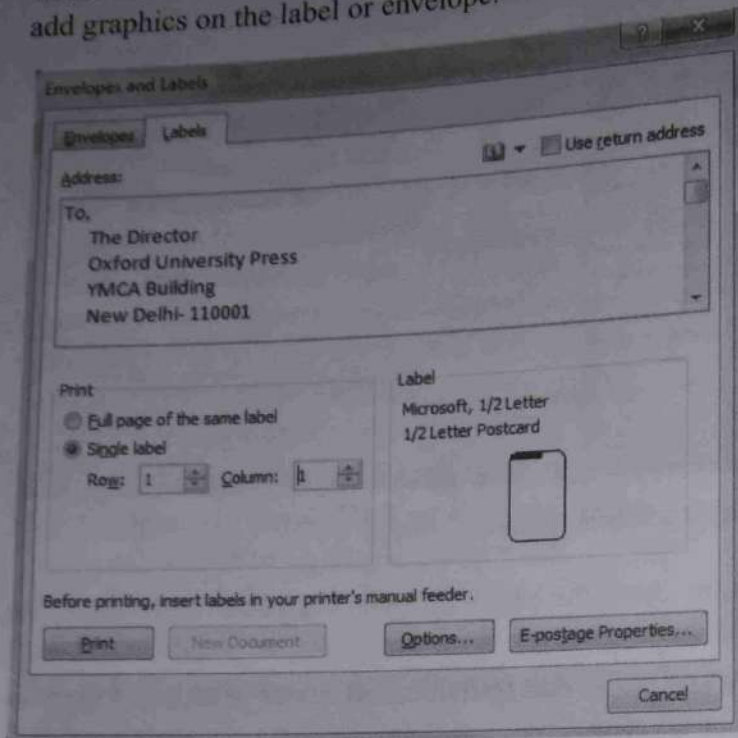 add graphics on the label or envelope.
?
Envelopes and Labels
Envelopes Labels
Use return address
Address:
To,
The Director
Oxford University Press
YMCA Building
New Delhi- 110001
Print
Full page of the same label
Single label
Row: 1 Column: 1
Label
Microsoft, 1/2 Letter
1/2 Letter Postcard
Before printing, insert labels in your printer's manual feeder.
Print New Document Options... E-postage Properties...
Cancel